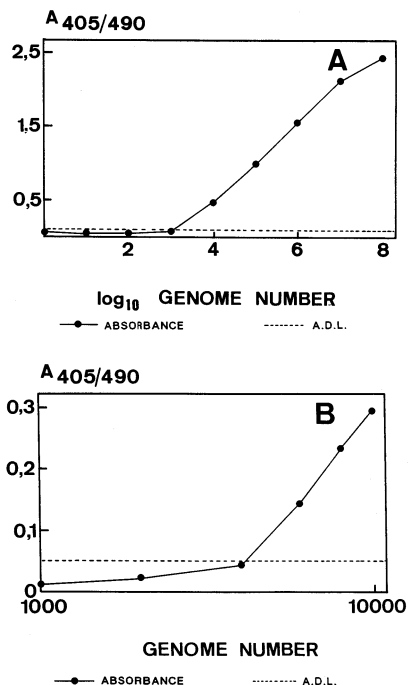 A 405/490
2,5
A
1,5
0,5
2 4 6 8
log10 GENOME NUMBER
ABSORBANCE A.D.L.
A 405/490
0,3
B
0,2
0,1
0
1000 10000
GENOME NUMBER
ABSORBANCE A.D.L.